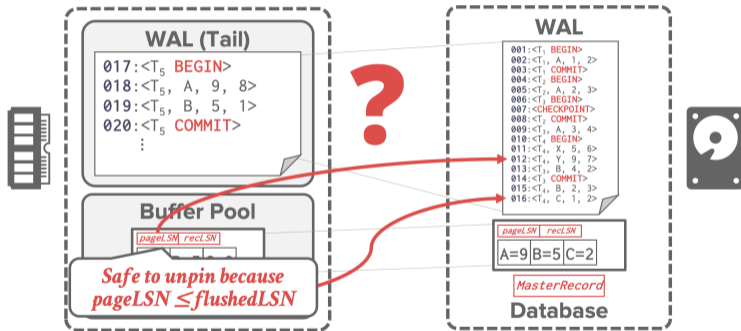 WAL (Tail)
017:<T5 BEGIN>
018:<T5, A, 9, 8>
019:<T5, B, 5, 1>
020:<T5 COMMIT>
⋮
?
Buffer Pool
pageLSN recLSN
Safe to unpin because
pageLSN ≤ flushedLSN
WAL
001:<T1 BEGIN>
002:<T1, A, 1, 2>
003:<T1 COMMIT>
004:<T2 BEGIN>
005:<T2, A, 2, 3>
006:<T3 BEGIN>
007:<CHECKPOINT>
008:<T2 COMMIT>
009:<T3, A, 3, 4>
010:<T4 BEGIN>
011:<T4, X, 5, 6>
012:<T4, Y, 9, 7>
013:<T3, B, 4, 2>
014:<T3 COMMIT>
015:<T4, B, 2, 3>
016:<T4, C, 1, 2>
pageLSN recLSN
A=9 B=5 C=2
MasterRecord
Database